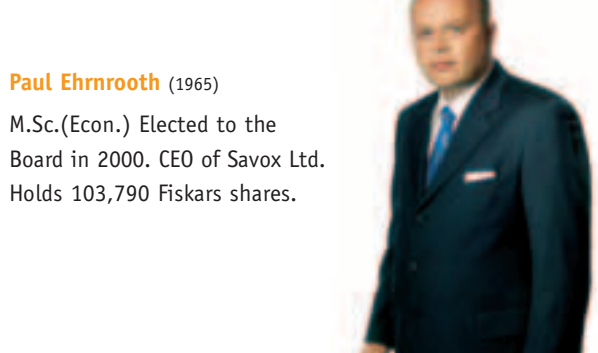 Paul Ehrnrooth (1965)
M.Sc.(Econ.) Elected to the
Board in 2000. CEO of Savox Ltd.
Holds 103,790 Fiskars shares.